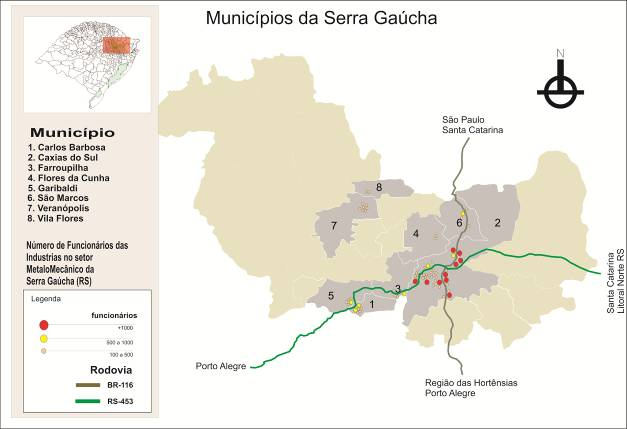 Municípios da Serra Gaúcha
N
Município
1. Carlos Barbosa
2. Caxias do Sul
3. Farroupilha
4. Flores da Cunha
5. Garibaldi
6. São Marcos
7. Veranópolis
8. Vila Flores
Número de Funcionários das
Industrias no setor
MetaloMecânico da
Serra Gaúcha (RS)
Legenda
funcionários
+1000
500 a 1000
100 a 500
Rodovia
BR-116
RS-453
São Paulo
Santa Catarina
8
7
4
6
2
5
1
3
Santa Catarina
Litoral Norte RS
Porto Alegre
Região das Hortênsias
Porto Alegre